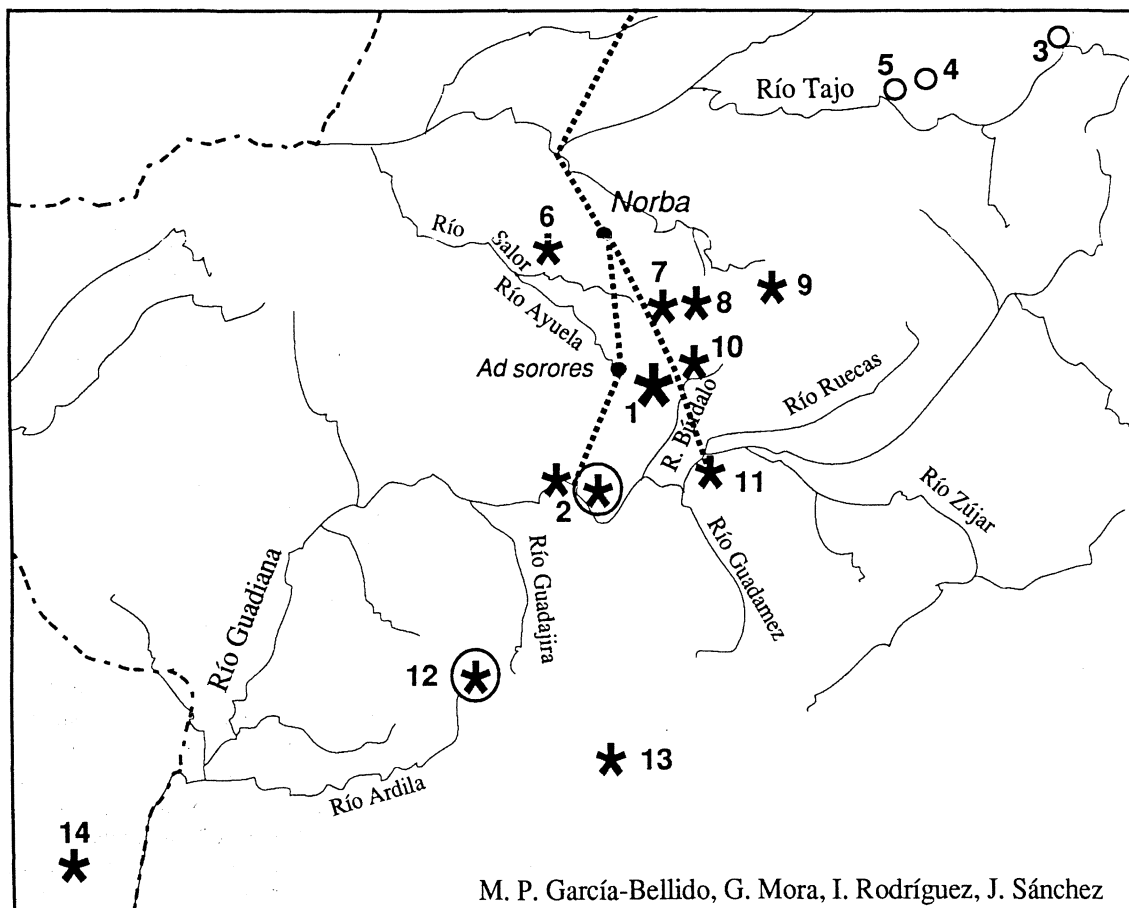 3
5
4
Río Tajo
Norba
6
Río
Salor
7
8
9
Río Ayuela
10
Ad sorores
1
Río Ruecas
R. Búrdalo
11
2
Río Zújar
Río Guadajira
Río Guadamez
Río Guadiana
12
13
Río Ardila
14
M. P. García-Bellido, G. Mora, I. Rodríguez, J. Sánchez